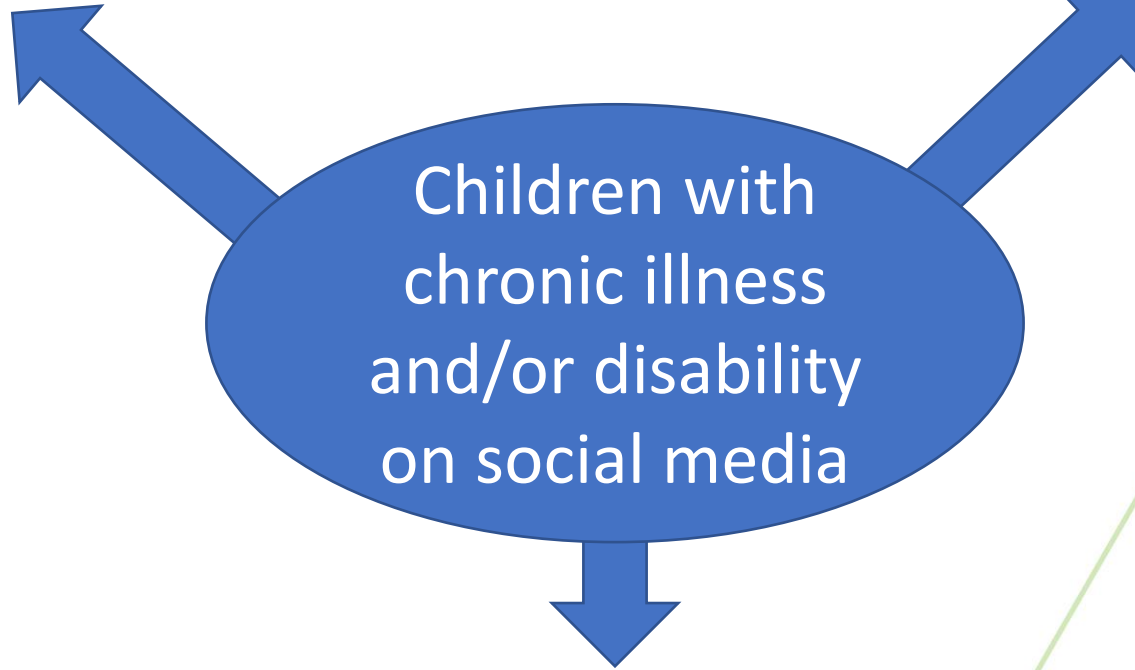 Children with
chronic illness
and/or disability
on social media